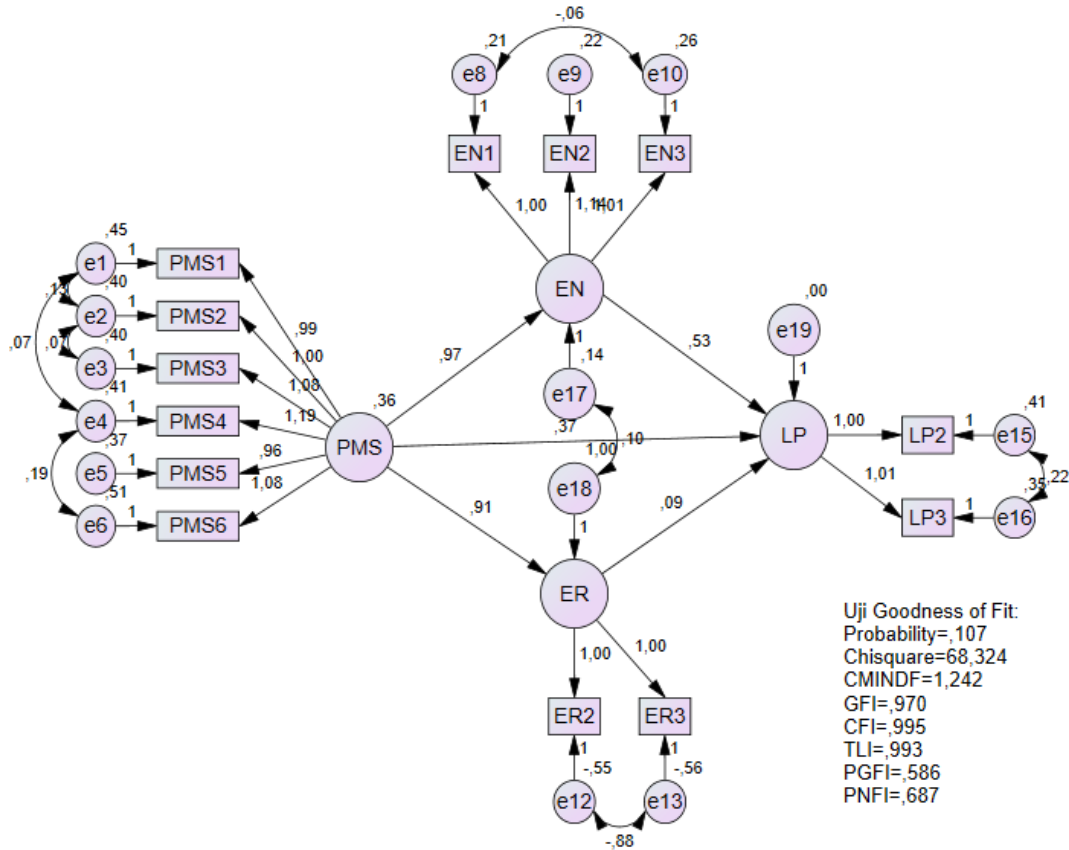 -,06
,21 ,22 ,26
e8 e9 e10
1 1 1
EN1 EN2 EN3
1,00 1,14 1,01
,45
e1 1 PMS1
,13 ,40
e2 1 PMS2
,07 ,40
e3 1 PMS3
,07 ,41
e4 1 PMS4
,37
e5 1 PMS5
,19 ,51
e6 1 PMS6
,99
1,00
1,08
1,19
,96
1,08
,36
PMS
,97
,37
,91
EN
1
,14
e17
,10
1,00
e18
1
ER
,53
,09
,00
e19
1
LP
1,00 LP2 1 ,41 e15
,22
1,01 LP3 1 ,35 e16
1,00 1,00
ER2 ER3
1 1
-,55 -,56
e12 e13
-,88
Uji Goodness of Fit:
Probability=,107
Chisquare=68,324
CMINDF=1,242
GFI=,970
CFI=,995
TLI=,993
PGFI=,586
PNFI=,687